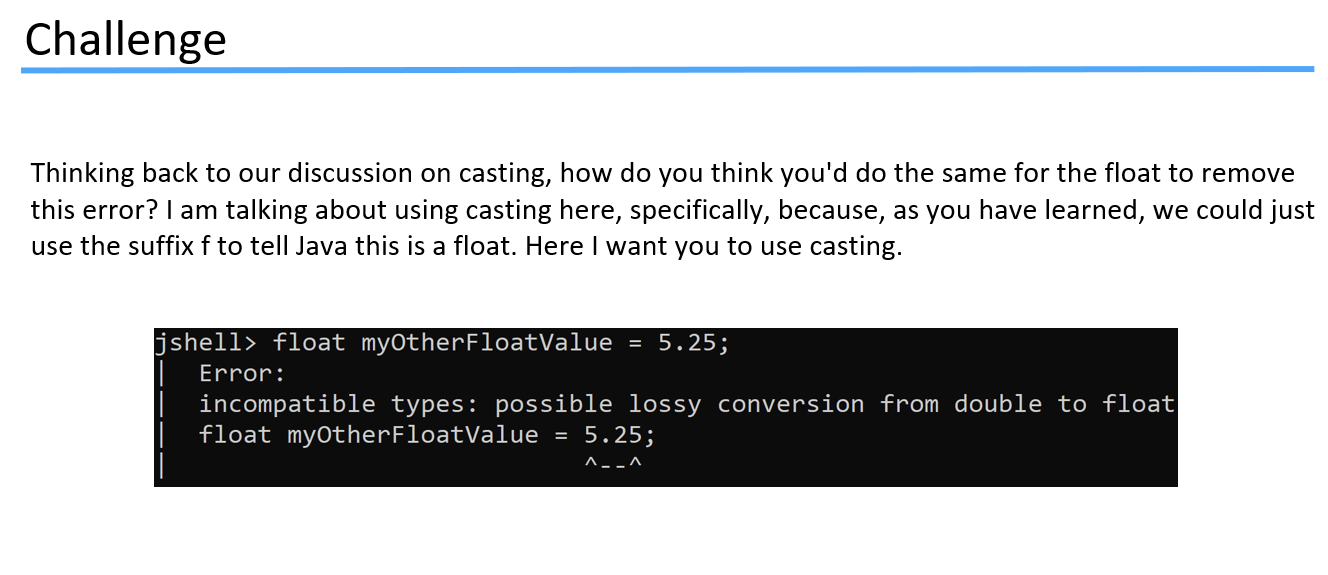 Challenge
Thinking back to our discussion on casting, how do you think you'd do the same for the float to remove
this error? I am talking about using casting here, specifically, because, as you have learned, we could just
use the suffix f to tell Java this is a float. Here I want you to use casting.
jshell> float myOtherFloatValue = 5.25;
|  Error:
|  incompatible types: possible lossy conversion from double to float
|  float myOtherFloatValue = 5.25;
|                            ^--^